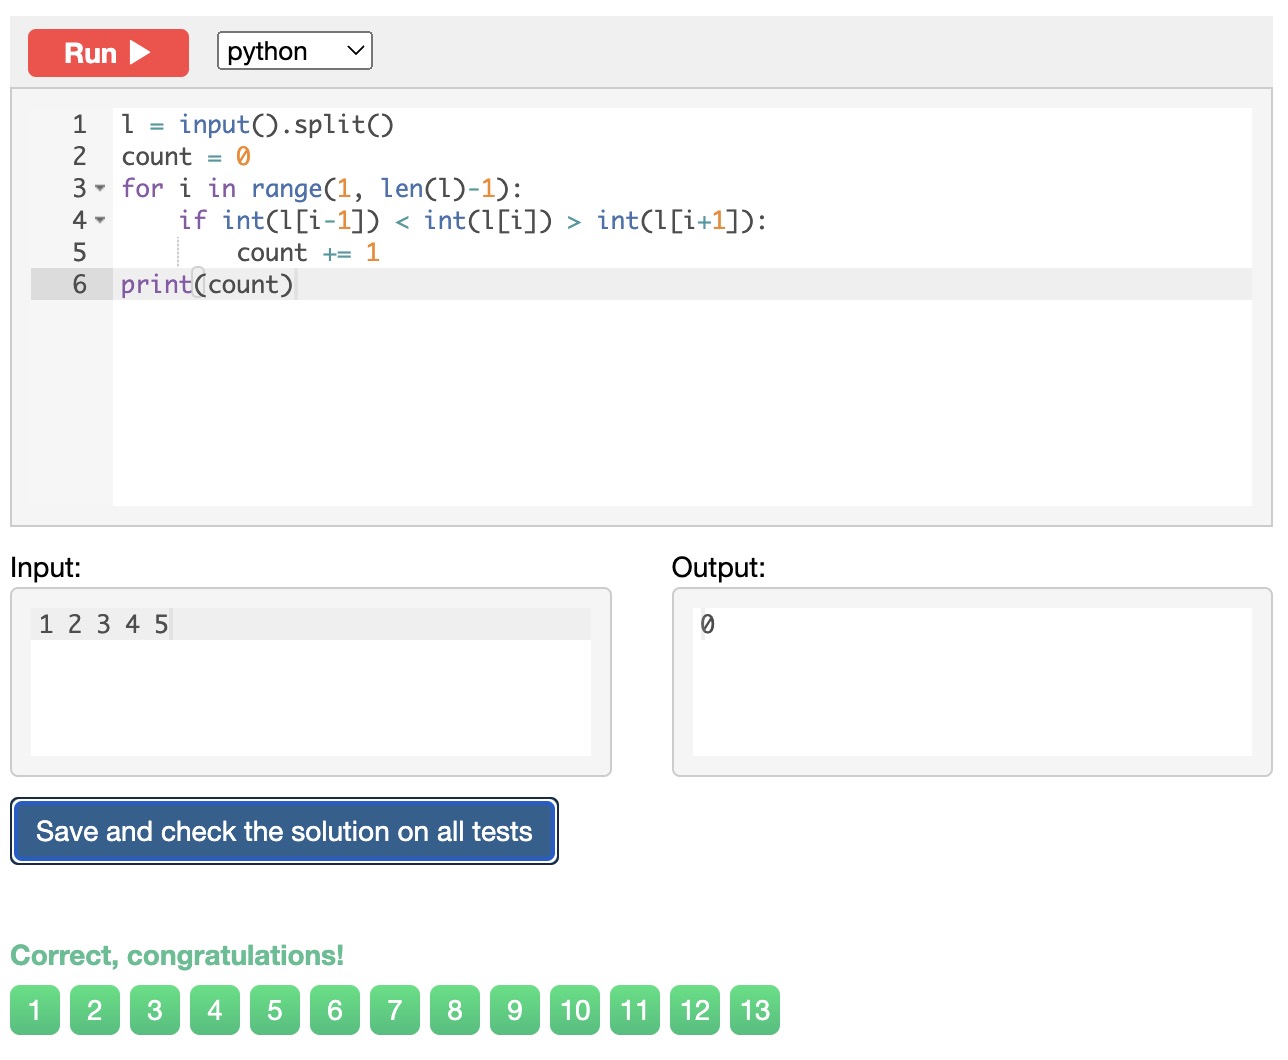 Run python
1 l = input().split()
2 count = 0
3 for i in range(1, len(l)-1):
4     if int(l[i-1]) < int(l[i]) > int(l[i+1]):
5         count += 1
6 print(count)
Input: Output:
1 2 3 4 5 0
Save and check the solution on all tests
Correct, congratulations!
1 2 3 4 5 6 7 8 9 10 11 12 13